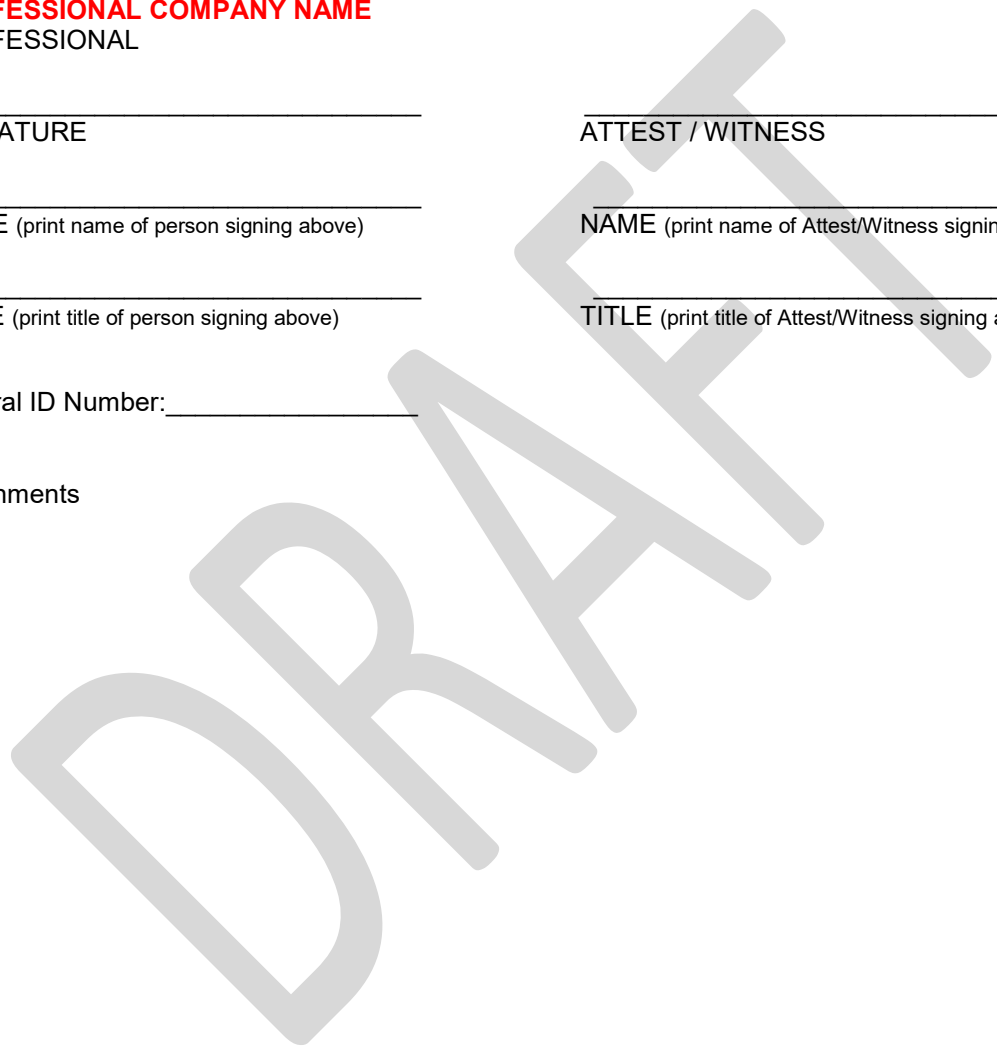 FESSIONAL COMPANY NAME
FESSIONAL
ATURE
ATTEST / WITNESS
E (print name of person signing above)
NAME (print name of Attest/Witness signin
E (print title of person signing above)
TITLE (print title of Attest/Witness signing a
ral ID Number:_________________
nments
DRAFT